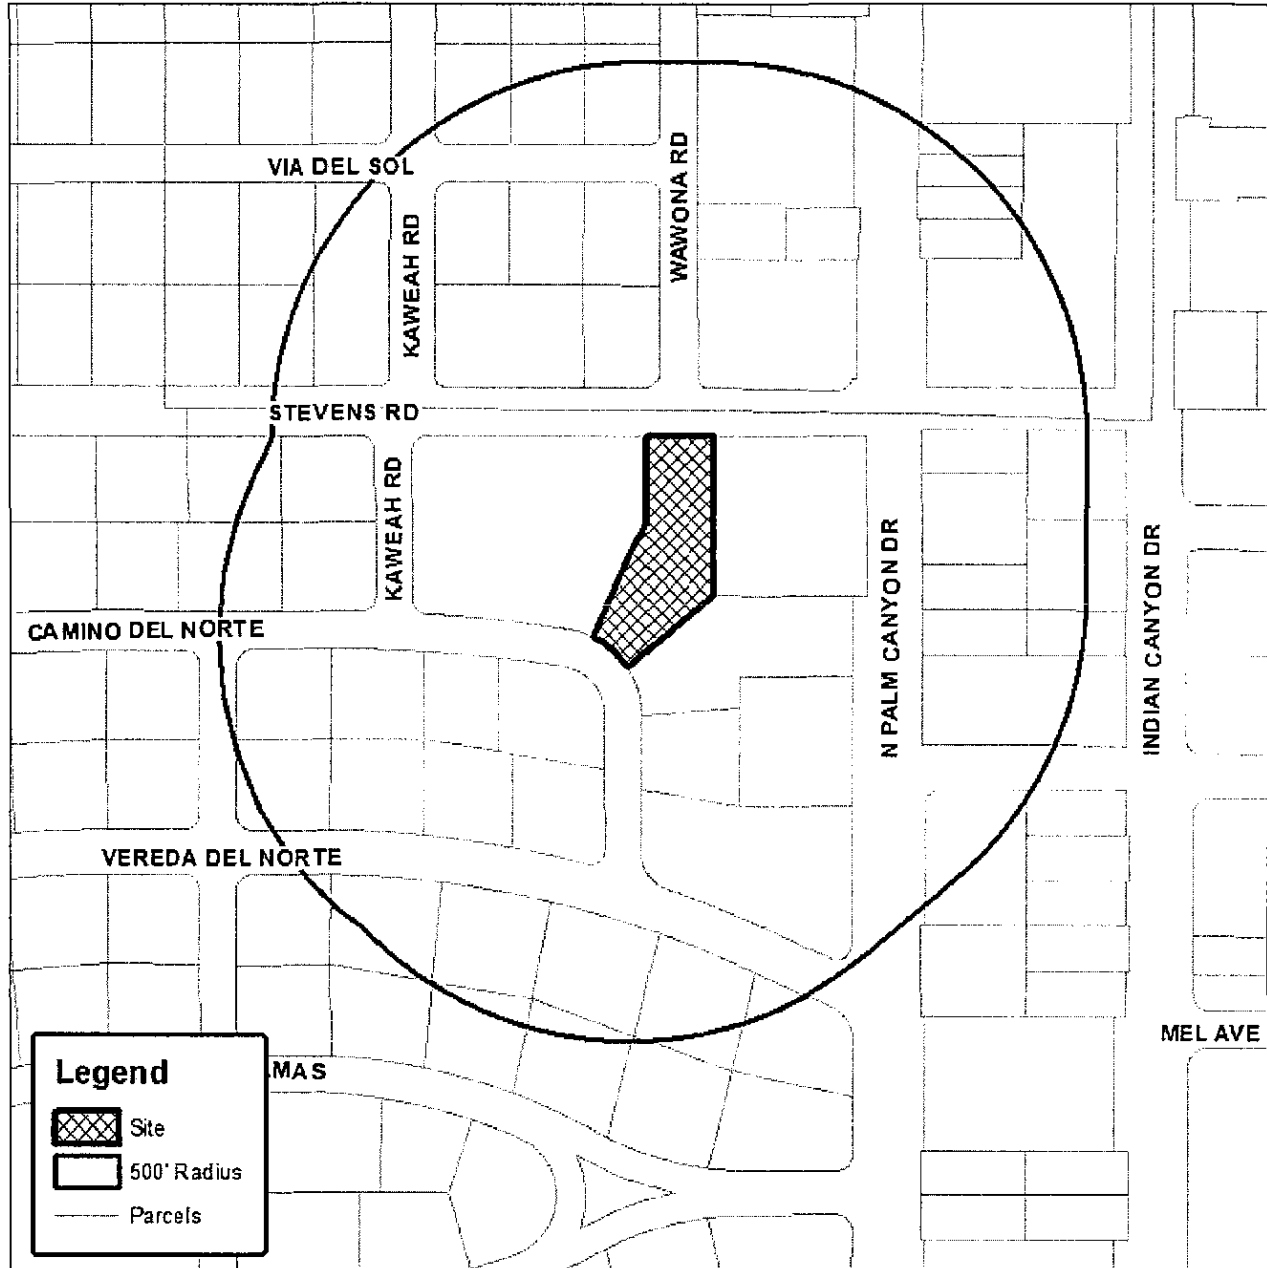 VIA DEL SOL
WAWONA RD
KAWEAH RD
STEVENS RD
KAWEAH RD
N PALM CANYON DR
INDIAN CANYON DR
CAMINO DEL NORTE
VEREDA DEL NORTE
MEL AVE
Legend
Site
500' Radius
Parcels